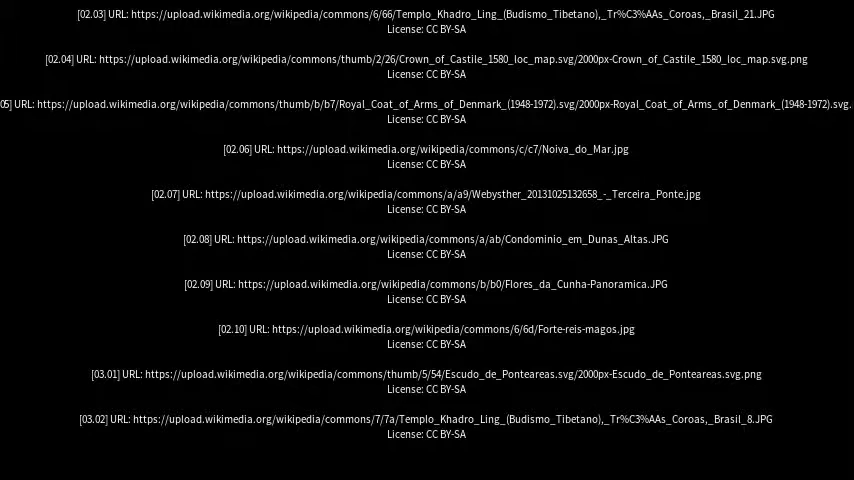 [02.03] URL: https://upload.wikimedia.org/wikipedia/commons/6/66/Templo_Khadro_Ling_(Budismo_Tibetano),_Tr%C3%AAs_Coroas,_Brasil_21.JPG
License: CC BY-SA
[02.04] URL: https://upload.wikimedia.org/wikipedia/commons/thumb/2/26/Crown_of_Castile_1580_loc_map.svg/2000px-Crown_of_Castile_1580_loc_map.svg.png
License: CC BY-SA
05] URL: https://upload.wikimedia.org/wikipedia/commons/thumb/b/b7/Royal_Coat_of_Arms_of_Denmark_(1948-1972).svg/2000px-Royal_Coat_of_Arms_of_Denmark_(1948-1972).svg.
License: CC BY-SA
[02.06] URL: https://upload.wikimedia.org/wikipedia/commons/c/c7/Noiva_do_Mar.jpg
License: CC BY-SA
[02.07] URL: https://upload.wikimedia.org/wikipedia/commons/a/a9/Webysther_20131025132658_-_Terceira_Ponte.jpg
License: CC BY-SA
[02.08] URL: https://upload.wikimedia.org/wikipedia/commons/a/ab/Condominio_em_Dunas_Altas.JPG
License: CC BY-SA
[02.09] URL: https://upload.wikimedia.org/wikipedia/commons/b/b0/Flores_da_Cunha-Panoramica.JPG
License: CC BY-SA
[02.10] URL: https://upload.wikimedia.org/wikipedia/commons/6/6d/Forte-reis-magos.jpg
License: CC BY-SA
[03.01] URL: https://upload.wikimedia.org/wikipedia/commons/thumb/5/54/Escudo_de_Ponteareas.svg/2000px-Escudo_de_Ponteareas.svg.png
License: CC BY-SA
[03.02] URL: https://upload.wikimedia.org/wikipedia/commons/7/7a/Templo_Khadro_Ling_(Budismo_Tibetano),_Tr%C3%AAs_Coroas,_Brasil_8.JPG
License: CC BY-SA